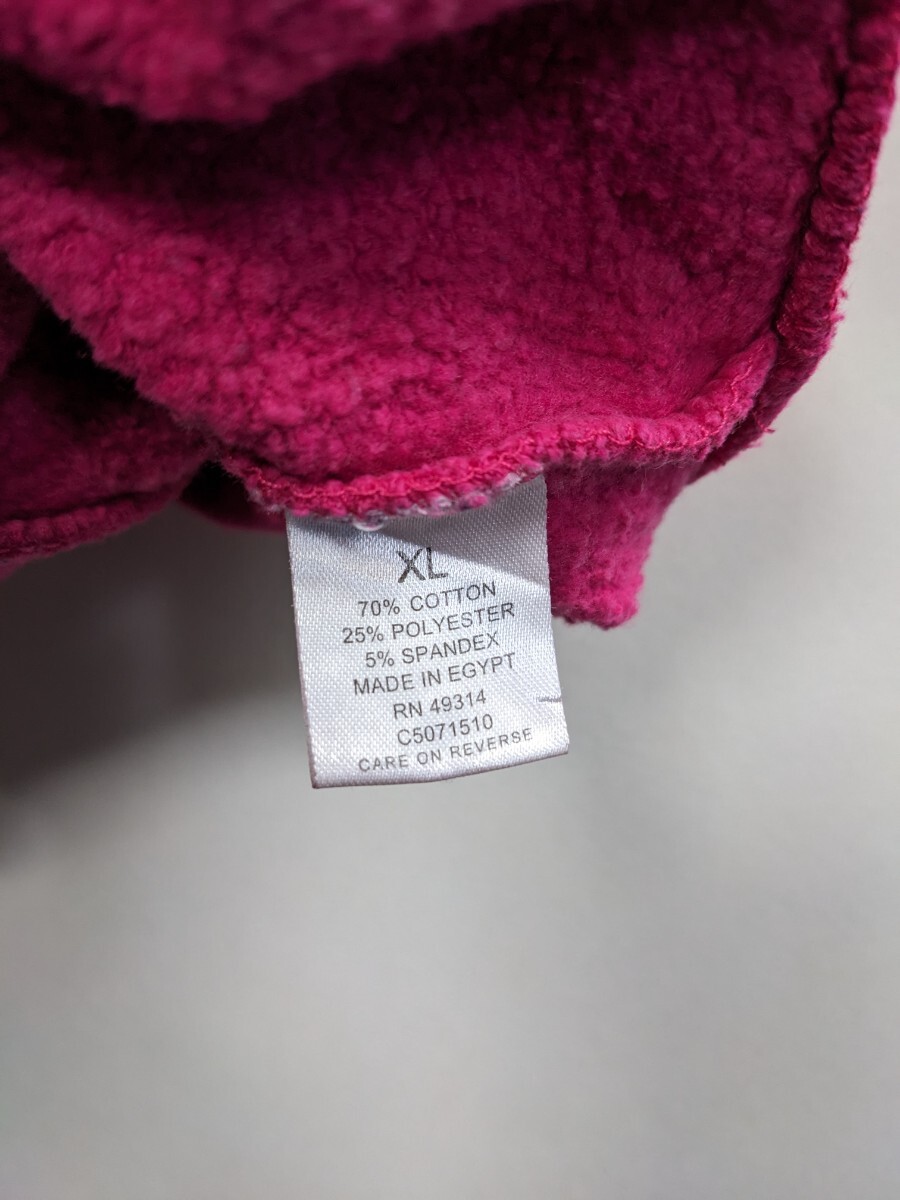 XL
70% COTTON
25% POLYESTER
5% SPANDEX
MADE IN EGYPT
RN 49314
C5071510
CARE ON REVERSE